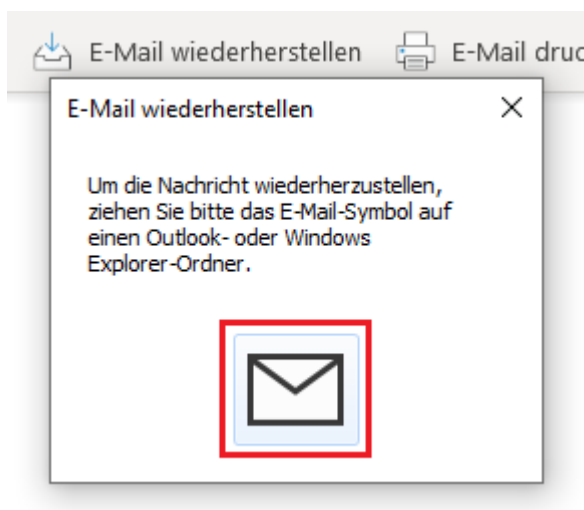 E-Mail wiederherstellen E-Mail druc
E-Mail wiederherstellen
Um die Nachricht wiederherzustellen,
ziehen Sie bitte das E-Mail-Symbol auf
einen Outlook- oder Windows
Explorer-Ordner.